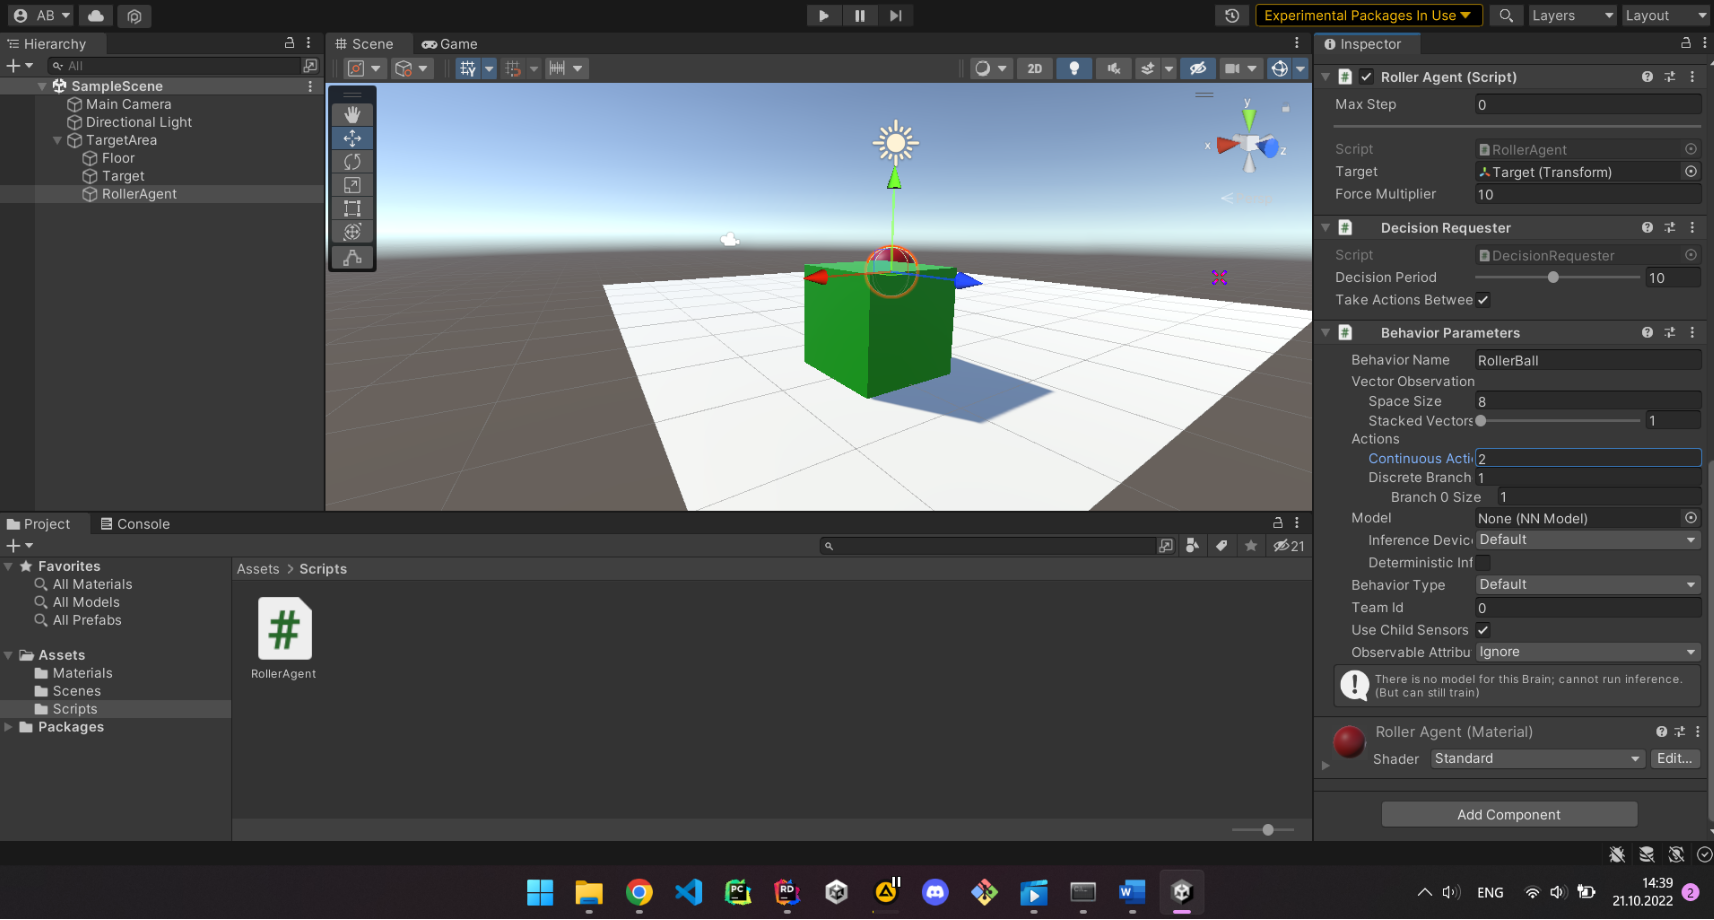 AB
Experimental Packages In Use
Layers
Layout
Hierarchy
Scene
Game
Inspector
All
2D
SampleScene
Main Camera
Directional Light
TargetArea
Floor
Target
RollerAgent
y
x
z
Roller Agent (Script)
Max Step
0
Script
RollerAgent
Target
Target (Transform)
Force Multiplier
10
Decision Requester
Script
DecisionRequester
Decision Period
10
Take Actions Betwee
Behavior Parameters
Behavior Name
RollerBall
Vector Observation
Space Size
8
Stacked Vectors
1
Actions
Continuous Acti
2
Discrete Branch
1
Branch 0 Size
1
Model
None (NN Model)
Inference Devic
Default
Deterministic Inf
Behavior Type
Default
Team Id
0
Use Child Sensors
Observable Attribu
Ignore
There is no model for this Brain; cannot run inference.
(But can still train)
Roller Agent (Material)
Shader
Standard
Edit...
Add Component
Project
Console
21
Favorites
All Materials
All Models
All Prefabs
Assets
Materials
Scenes
Scripts
Packages
Assets > Scripts
#
RollerAgent
PC
RD
W
ENG
14:39
21.10.2022
2